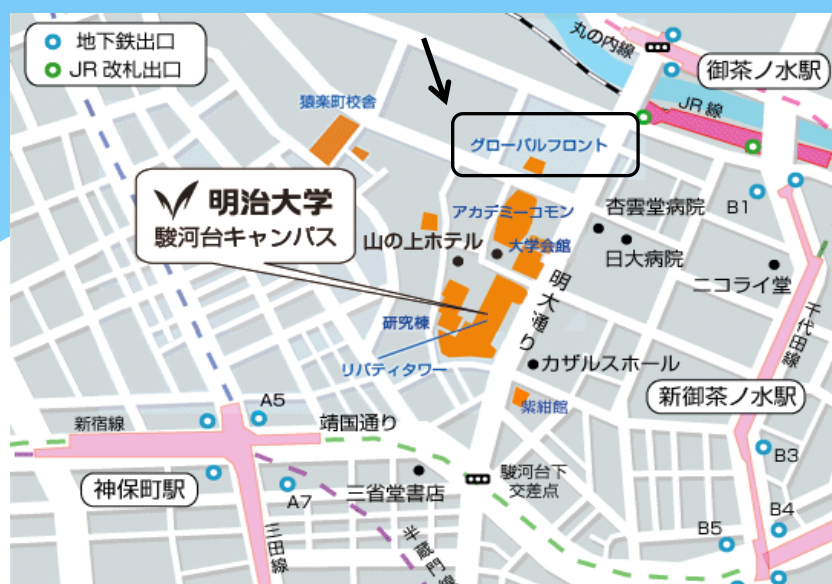 地下鉄出口
JR改札出口
丸の内線
御茶ノ水駅
JR線
猿楽町校舎
グローバルフロント
明治大学
駿河台キャンパス
アカデミーコモン
杏雲堂病院
B1
山の上ホテル
大学会館
日大病院
ニコライ堂
明大通り
千代田線
研究棟
リバティタワー
カザルスホール
新御茶ノ水駅
紫紺館
A5
新宿線
靖国通り
B3
神保町駅
A7
三省堂書店
駿河台下
交差点
B4
B5
三田線
半蔵門線